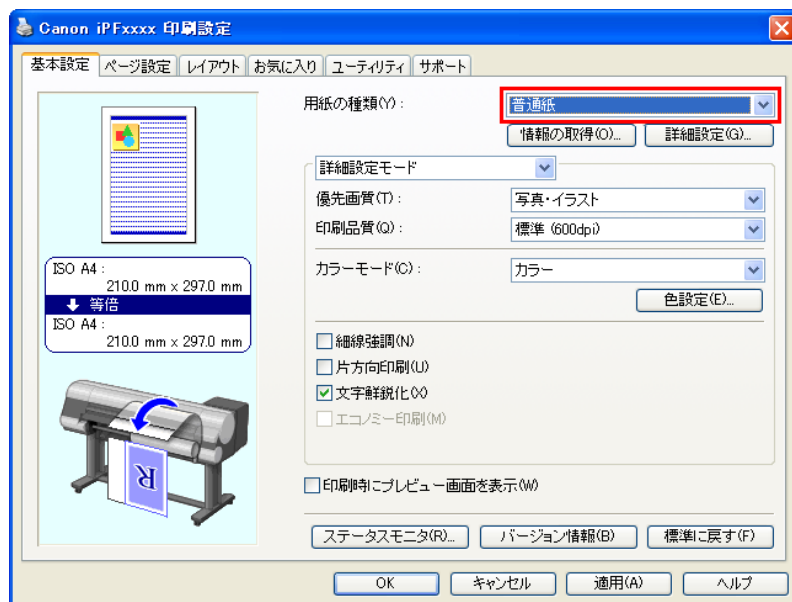 Canon iPFxxxx 印刷設定
基本設定 ページ設定 レイアウト お気に入り ユーティリティ サポート
用紙の種類(Y) : 普通紙
情報の取得(O)... 詳細設定(G)...
詳細設定モード
優先画質(T) : 写真・イラスト
印刷品質(Q) : 標準 (600dpi)
カラーモード(C) : カラー
色設定(E)...
ISO A4 :
210.0 mm x 297.0 mm
等倍
ISO A4 :
210.0 mm x 297.0 mm
細線強調(N)
片方向印刷(U)
文字鮮鋭化(X)
エコノミー印刷(M)
R
印刷時にプレビュー画面を表示(W)
ステータスモニタ(R)... バージョン情報(B) 標準に戻す(F)
OK キャンセル 適用(A) ヘルプ